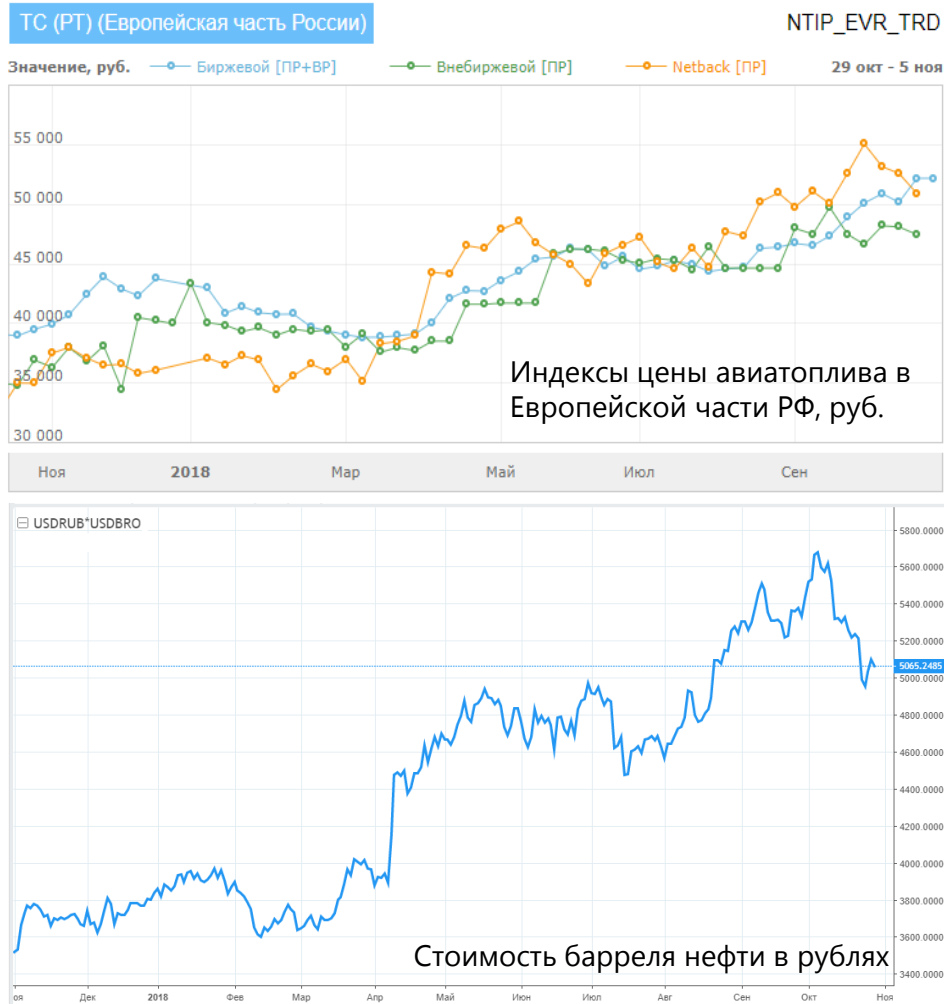 ТС (РТ) (Европейская часть России)
NTIP_EVR_TRD
Значение, руб. Биржевой [ПР+ВР] Внебиржевой [ПР] Netback [ПР] 29 окт - 5 ноя
55 000
50 000
45 000
40 000
35 000
30 000
Индексы цены авиатоплива в
Европейской части РФ, руб.
Ноя 2018 Мар Май Июл Сен
USDRUB*USDBRO
5800.0000
5600.0000
5400.0000
5200.0000
5065.2485
5000.0000
4800.0000
4600.0000
4400.0000
4200.0000
4000.0000
3800.0000
3600.0000
3400.0000
Стоимость барреля нефти в рублях
оя Дек 2018 Фев Мар Апр Май Июн Июл Авг Сен Окт Ноя